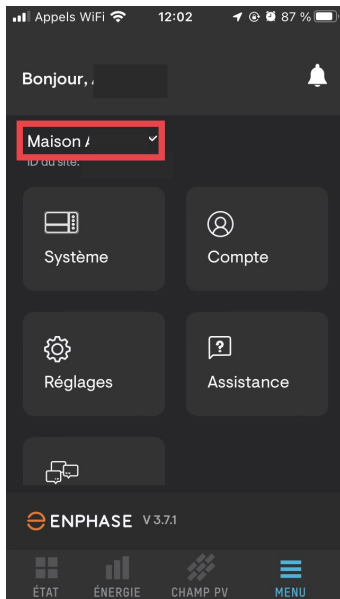 Appels WiFi 12:02 87 %
Bonjour,
Maison
ID du site:
Système
Compte
Réglages
Assistance
ENPHASE V 3.7.1
ÉTAT ÉNERGIE CHAMP PV MENU